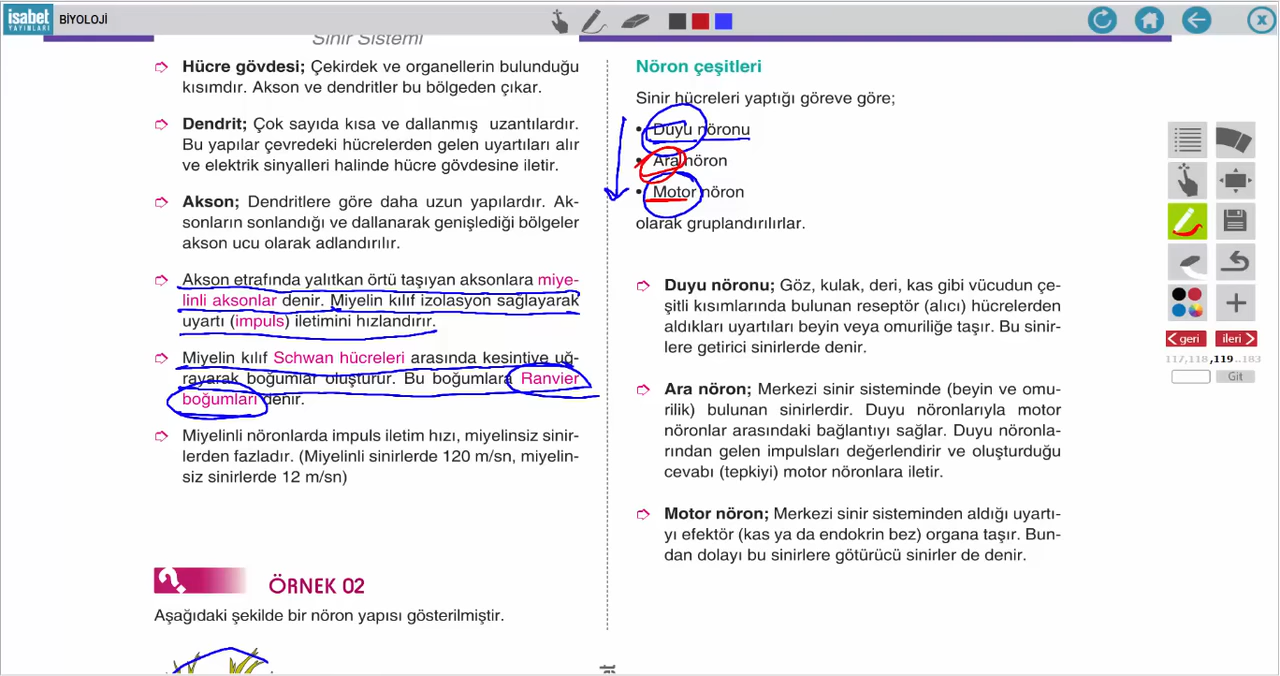 isabet
YAYINLARI
BİYOLOJİ
Sinir Sistemi
Hücre gövdesi; Çekirdek ve organellerin bulunduğu
kısımdır. Akson ve dendritler bu bölgeden çıkar.
Dendrit; Çok sayıda kısa ve dallanmış uzantılardır.
Bu yapılar çevredeki hücrelerden gelen uyartıları alır
ve elektrik sinyalleri halinde hücre gövdesine iletir.
Akson; Dendritlere göre daha uzun yapılardır. Ak-
sonların sonlandığı ve dallanarak genişlediği bölgeler
akson ucu olarak adlandırılır.
Akson etrafında yalıtkan örtü taşıyan aksonlara miye-
linli aksonlar denir. Miyelin kılıf izolasyon sağlayarak
uyartı (impuls) iletimini hızlandırır.
Miyelin kılıf Schwan hücreleri arasında kesintiye uğ-
rayarak boğumlar oluşturur. Bu boğumlara Ranvier
boğumları denir.
Miyelinli nöronlarda impuls iletim hızı, miyelinsiz sinir-
lerden fazladır. (Miyelinli sinirlerde 120 m/sn, miyelin-
siz sinirlerde 12 m/sn)
ÖRNEK 02
Aşağıdaki şekilde bir nöron yapısı gösterilmiştir.
Nöron çeşitleri
Sinir hücreleri yaptığı göreve göre;
• Duyu nöronu
• Ara nöron
• Motor nöron
olarak gruplandırılırlar.
Duyu nöronu; Göz, kulak, deri, kas gibi vücudun çe-
şitli kısımlarında bulunan reseptör (alıcı) hücrelerden
aldıkları uyartıları beyin veya omuriliğe taşır. Bu sinir-
lere getirici sinirlerde denir.
Ara nöron; Merkezi sinir sisteminde (beyin ve omu-
rilik) bulunan sinirlerdir. Duyu nöronlarıyla motor
nöronlar arasındaki bağlantıyı sağlar. Duyu nöronla-
rından gelen impulsları değerlendirir ve oluşturduğu
cevabı (tepkiyi) motor nöronlara iletir.
Motor nöron; Merkezi sinir sisteminden aldığı uyartı-
yı efektör (kas ya da endokrin bez) organa taşır. Bun-
dan dolayı bu sinirlere götürücü sinirler de denir.
geri
ileri
117,118,119..183
Git